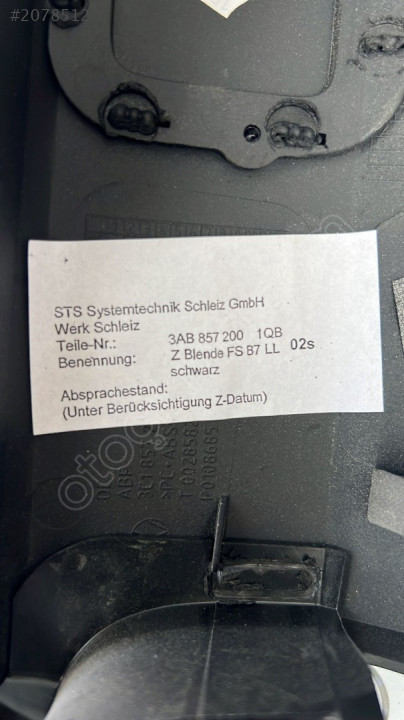 #2078512
STS Systemtechnik Schleiz GmbH
Werk Schleiz
Teile-Nr.: 3AB 857 200 1QB
Benennung: Z Blende FS B7 LL 02s
schwarz
Absprachestand:
(Unter Berücksichtigung Z-Datum)